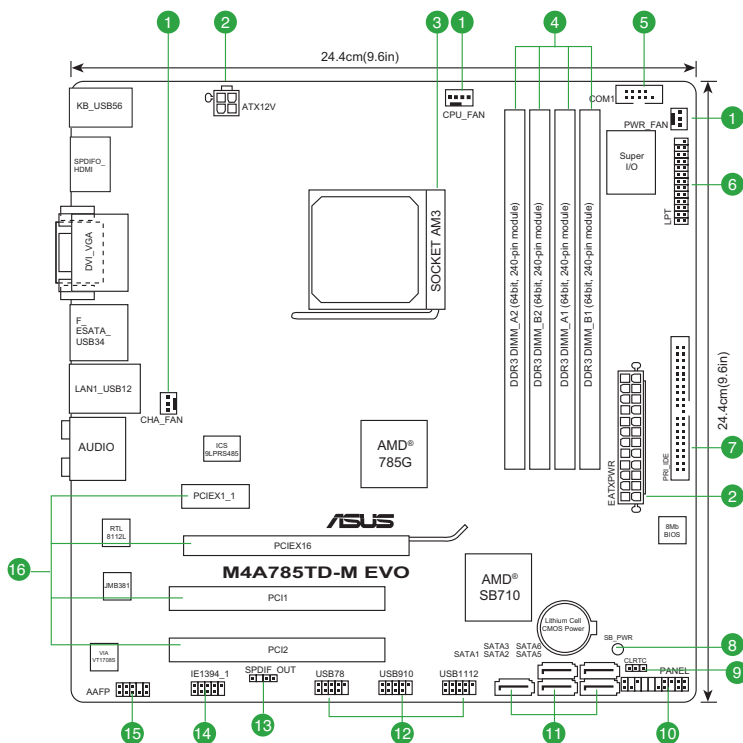 1
2
3
1
4
5
24.4cm(9.6in)
KB_USB56
ATX12V
CPU_FAN
COM1
PWR_FAN
1
SPDIFO_
HDMI
Super
I/O
6
LPT
DVI_VGA
SOCKET AM3
DDR3 DIMM_A2 (64bit, 240-pin module)
DDR3 DIMM_B2 (64bit, 240-pin module)
DDR3 DIMM_A1 (64bit, 240-pin module)
DDR3 DIMM_B1 (64bit, 240-pin module)
F_
ESATA_
USB34
24.4cm(9.6in)
LAN1_USB12
CHA_FAN
AUDIO
ICS
9LPRS485
AMD®
785G
EATXPWR
PRI_IDE
7
2
PCIEX1_1
RTL
8112L
ASUS
8Mb
BIOS
PCIEX16
16
M4A785TD-M EVO
JMB381
PCI1
AMD®
SB710
Lithium Cell
CMOS Power
SB_PWR
8
VIA
VT1708S
PCI2
SATA3 SATA6
SATA1 SATA2 SATA5
CLRTC
9
AAFP
IE1394_1
SPDIF_OUT
USB78
USB910
USB1112
PANEL
15
14
13
12
11
10